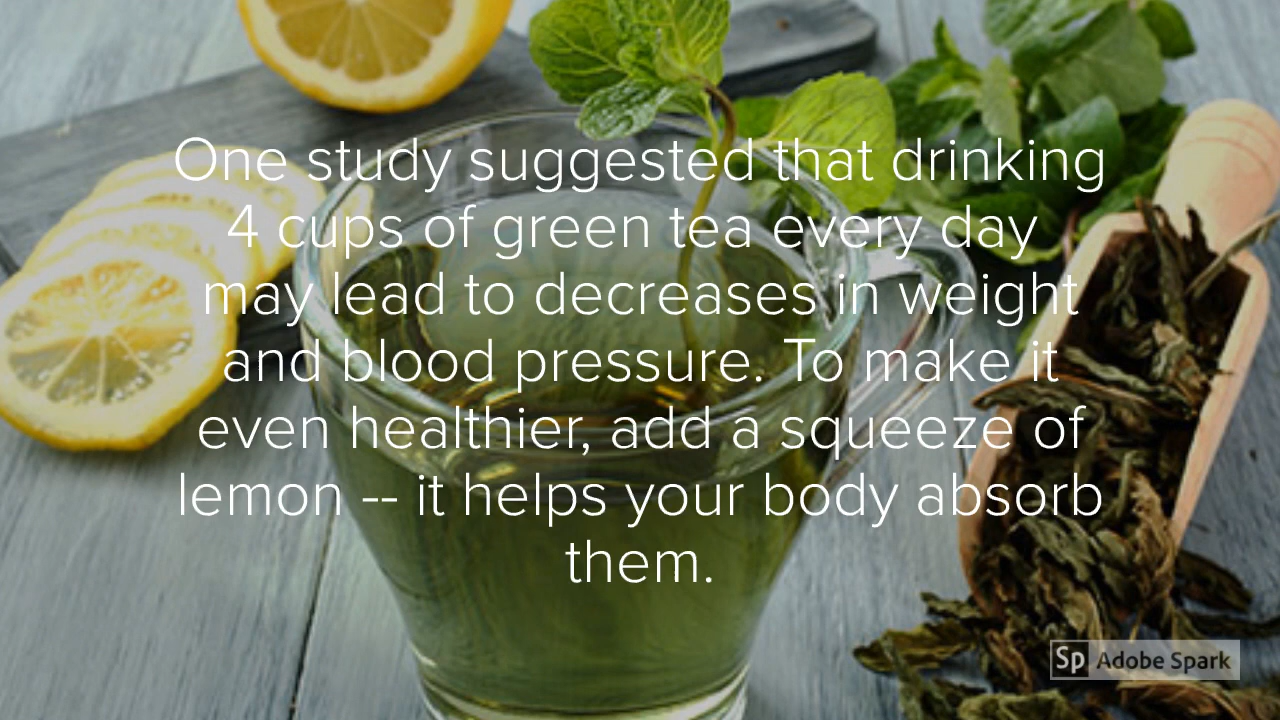 One study suggested that drinking
4 cups of green tea every day
may lead to decreases in weight
and blood pressure. To make it
even healthier, add a squeeze of
lemon -- it helps your body absorb
them.
Sp Adobe Spark